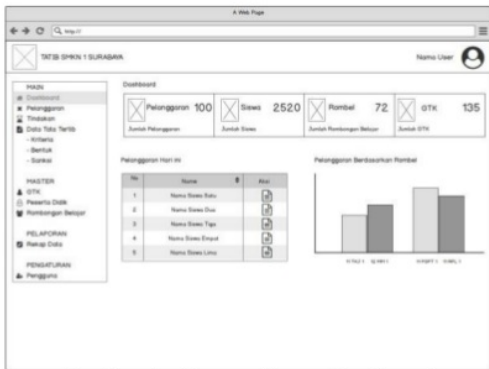 A Web Page
http://
TATIB SMKN 1 SURABAYA
Nama User
MAIN
Dashboard
Pelanggaran
Tindakan
Data Tata Tertib
- Kriteria
- Bentuk
- Sanksi
MASTER
GTK
Peserta Didik
Rombongan Belajar
PELAPORAN
Rekap Data
PENGATURAN
Pengguna
Dashboard
Pelanggaran 100
Jumlah Pelanggaran
Siswa 2520
Jumlah Siswa
Rombel 72
Jumlah Rombongan Belajar
GTK 135
Jumlah GTK
Pelanggaran Hari Ini
No Nama Aksi
1 Nama Siswa Satu
2 Nama Siswa Dua
3 Nama Siswa Tiga
4 Nama Siswa Empat
5 Nama Siswa Lima
Pelanggaran Berdasarkan Rombel